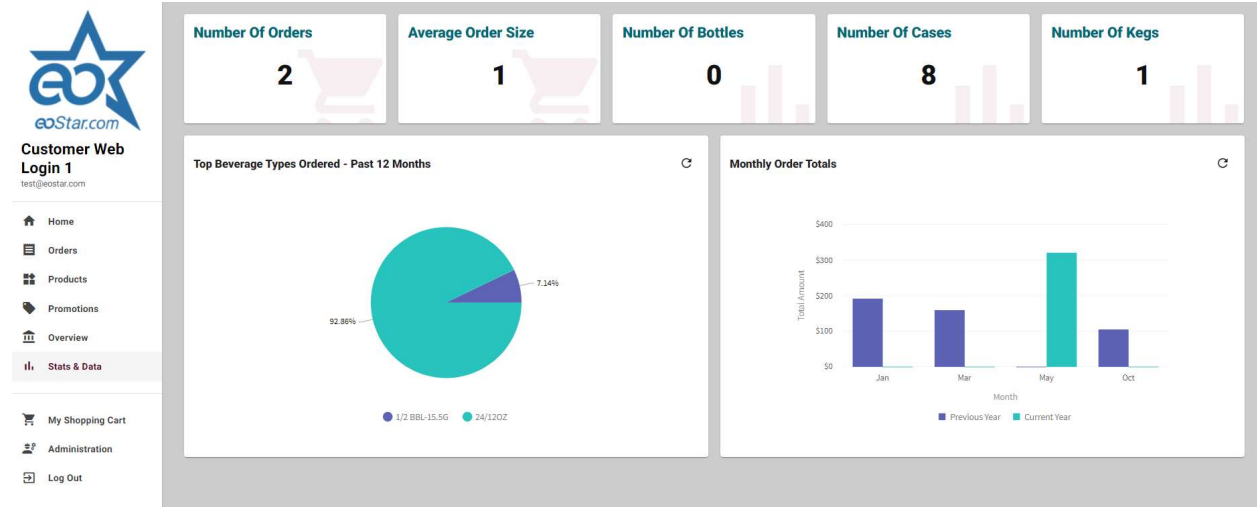 eo
eoStar.com
Customer Web
Login 1
test@eostar.com
Home
Orders
Products
Promotions
Overview
Stats & Data
My Shopping Cart
Administration
Log Out
Number Of Orders
2
Average Order Size
1
Number Of Bottles
0
Number Of Cases
8
Number Of Kegs
1
Top Beverage Types Ordered - Past 12 Months
7.14%
92.86%
1/2 BBL-15.5G 24/12OZ
Monthly Order Totals
$400
$300
$200
$100
$0
Total Amount
Jan Mar May Oct
Month
Previous Year Current Year